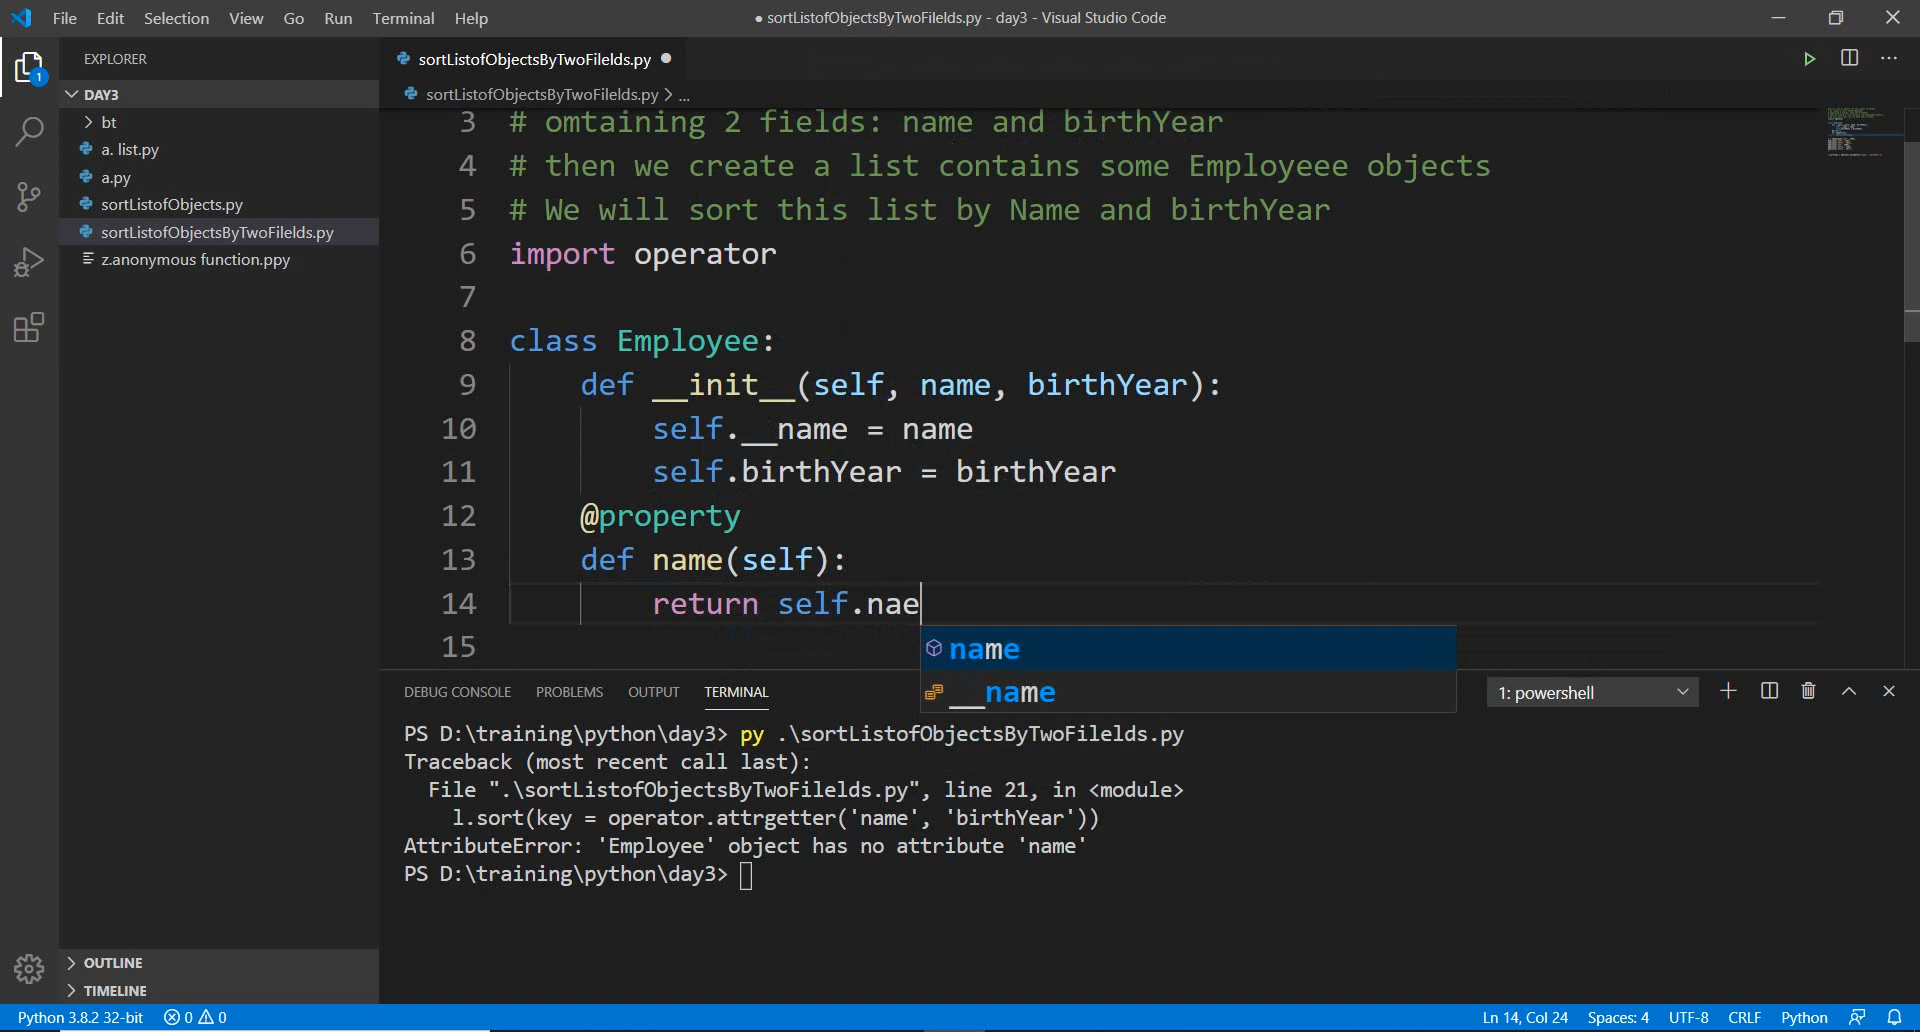 File Edit Selection View Go Run Terminal Help
● sortListofObjectsByTwoFilelds.py - day3 - Visual Studio Code
EXPLORER
DAY3
bt
a. list.py
a.py
sortListofObjects.py
sortListofObjectsByTwoFilelds.py
z.anonymous function.ppy
OUTLINE
TIMELINE
1
sortListofObjectsByTwoFilelds.py
sortListofObjectsByTwoFilelds.py > ...
3 # omtaining 2 fields: name and birthYear
4 # then we create a list contains some Employeee objects
5 # We will sort this list by Name and birthYear
6 import operator
7
8 class Employee:
9 def __init__(self, name, birthYear):
10 self.__name = name
11 self.birthYear = birthYear
12 @property
13 def name(self):
14 return self.nae
15
name
__name
DEBUG CONSOLE PROBLEMS OUTPUT TERMINAL
1: powershell
PS D:\training\python\day3> py .\sortListofObjectsByTwoFilelds.py
Traceback (most recent call last):
File ".\sortListofObjectsByTwoFilelds.py", line 21, in <module>
l.sort(key = operator.attrgetter('name', 'birthYear'))
AttributeError: 'Employee' object has no attribute 'name'
PS D:\training\python\day3>
Python 3.8.2 32-bit 0 0
Ln 14, Col 24 Spaces: 4 UTF-8 CRLF Python